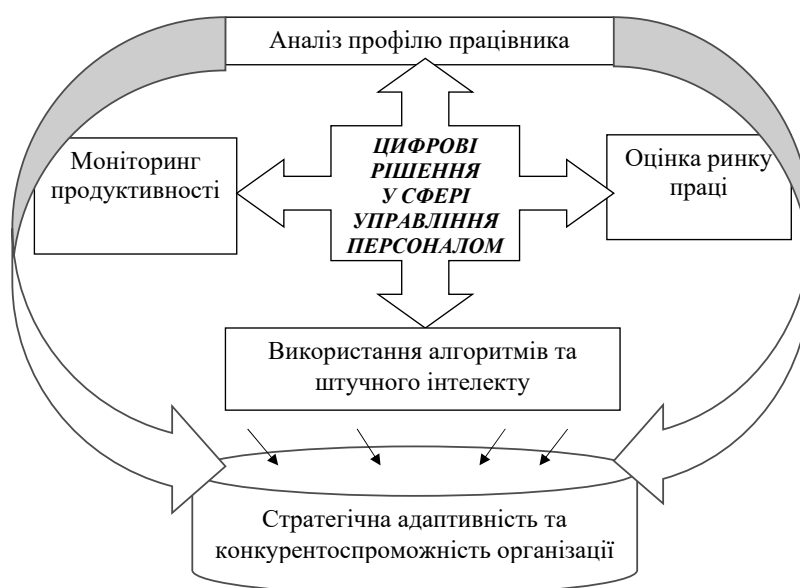 Аналіз профілю працівника
Моніторинг
продуктивності
ЦИФРОВІ
РІШЕННЯ
У СФЕРІ
УПРАВЛІННЯ
ПЕРСОНАЛОМ
Оцінка ринку
праці
Використання алгоритмів та
штучного інтелекту
Стратегічна адаптивність та
конкурентоспроможність організації